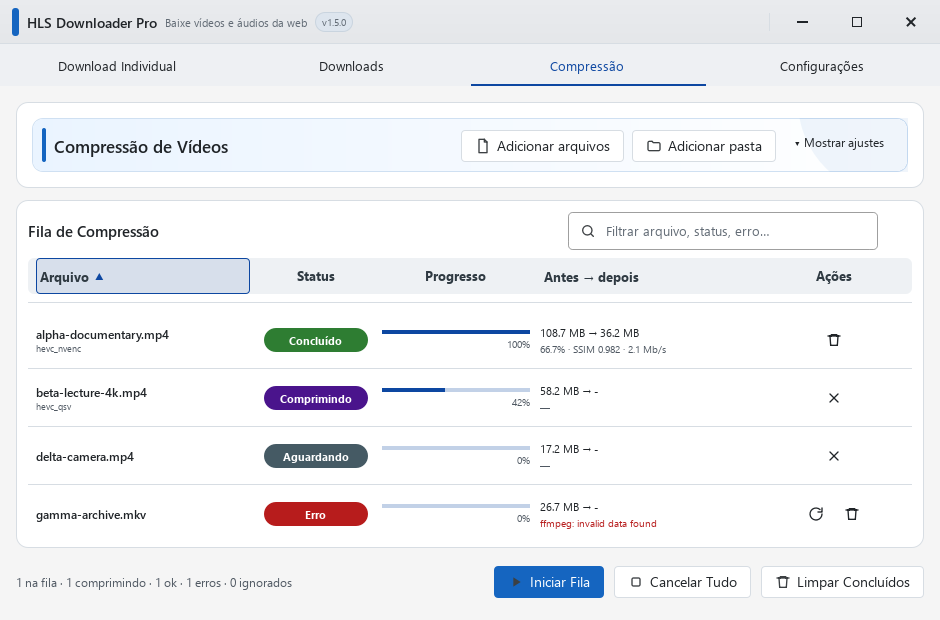 HLS Downloader Pro Baixe vídeos e áudios da web v1.5.0
Download Individual Downloads Compressão Configurações
Compressão de Vídeos Adicionar arquivos Adicionar pasta ▾ Mostrar ajustes
Fila de Compressão Filtrar arquivo, status, erro...
Arquivo ▲ Status Progresso Antes → depois Ações
alpha-documentary.mp4 Concluído 108.7 MB → 36.2 MB
hevc_nvenc 100% 66.7% · SSIM 0.982 · 2.1 Mb/s
beta-lecture-4k.mp4 Comprimindo 58.2 MB → -
hevc_qsv 42% —
delta-camera.mp4 Aguardando 17.2 MB → -
0% —
gamma-archive.mkv Erro 26.7 MB → -
0% ffmpeg: invalid data found
1 na fila · 1 comprimindo · 1 ok · 1 erros · 0 ignorados Iniciar Fila Cancelar Tudo Limpar Concluídos